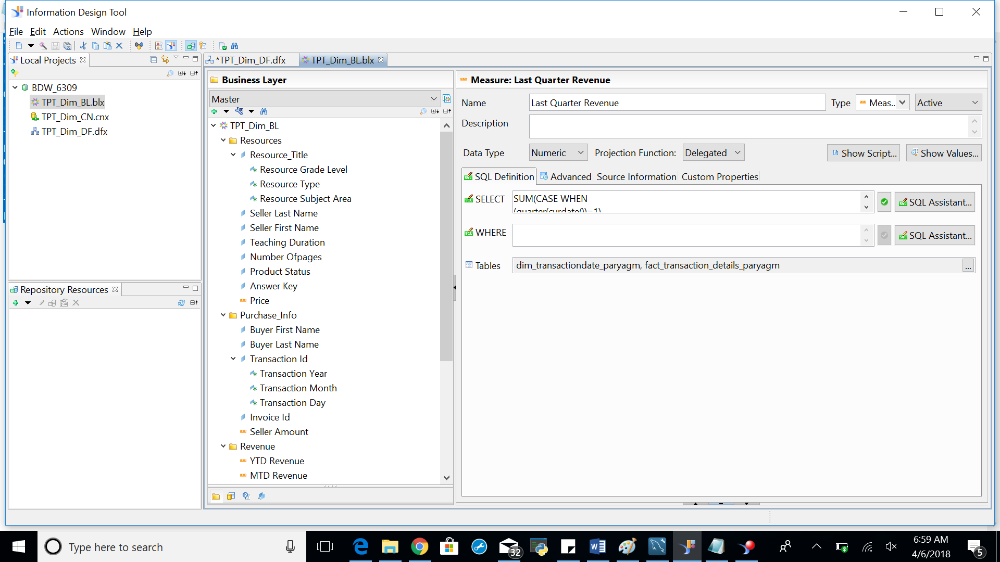 Information Design Tool
File Edit Actions Window Help
Local Projects
*TPT_Dim_DF.dfx
TPT_Dim_BL.blx
BDW_6309
TPT_Dim_BL.blx
TPT_Dim_CN.cnx
TPT_Dim_DF.dfx
Repository Resources
Business Layer
Master
TPT_Dim_BL
Resources
Resource_Title
Resource Grade Level
Resource Type
Resource Subject Area
Seller Last Name
Seller First Name
Teaching Duration
Number Ofpages
Product Status
Answer Key
Price
Purchase_Info
Buyer First Name
Buyer Last Name
Transaction Id
Transaction Year
Transaction Month
Transaction Day
Invoice Id
Seller Amount
Revenue
YTD Revenue
MTD Revenue
Measure: Last Quarter Revenue
Name Last Quarter Revenue Type Meas.. Active
Description
Data Type Numeric Projection Function: Delegated Show Script... Show Values...
SQL Definition Advanced Source Information Custom Properties
SELECT SUM(CASE WHEN
(quarter(curdate())=1)
SQL Assistant...
WHERE SQL Assistant...
Tables dim_transactiondate_paryagm, fact_transaction_details_paryagm ...
Type here to search
32
6:59 AM
4/6/2018
5